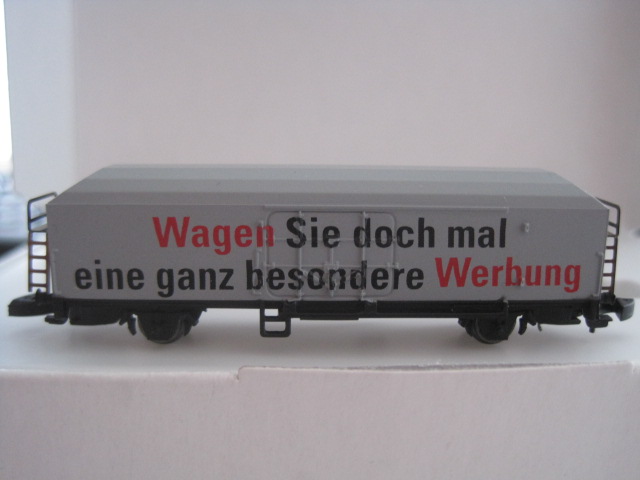 Wagen Sie doch mal
eine ganz besondere Werbung